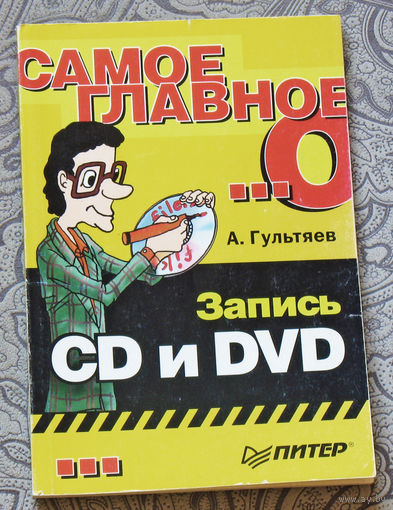 САМОЕ
ГЛАВНОЕ
...О
А. Гультяев
Запись
CD и DVD
ПИТЕР®